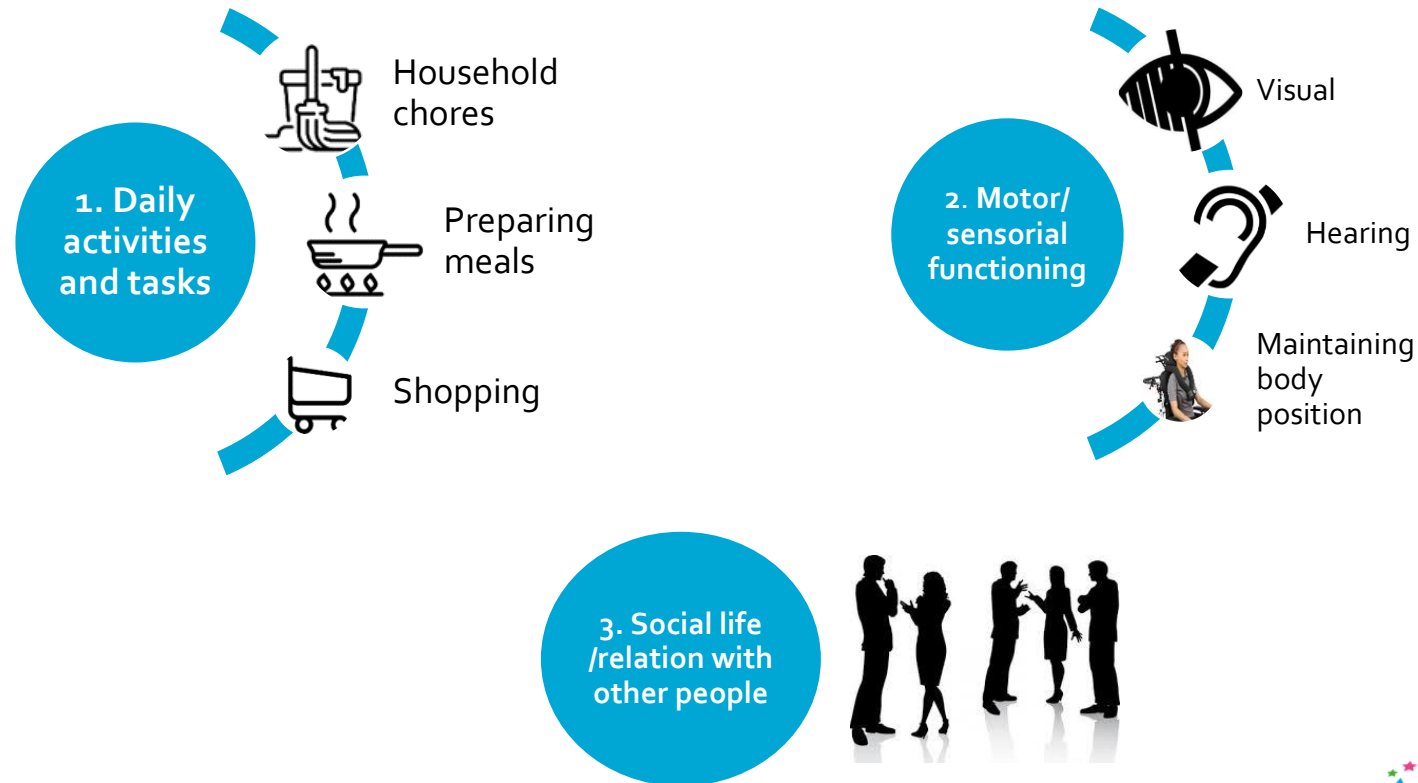 1. Daily
activities
and tasks
Household
chores
Preparing
meals
Shopping
2. Motor/
sensorial
functioning
Visual
Hearing
Maintaining
body
position
3. Social life
/relation with
other people